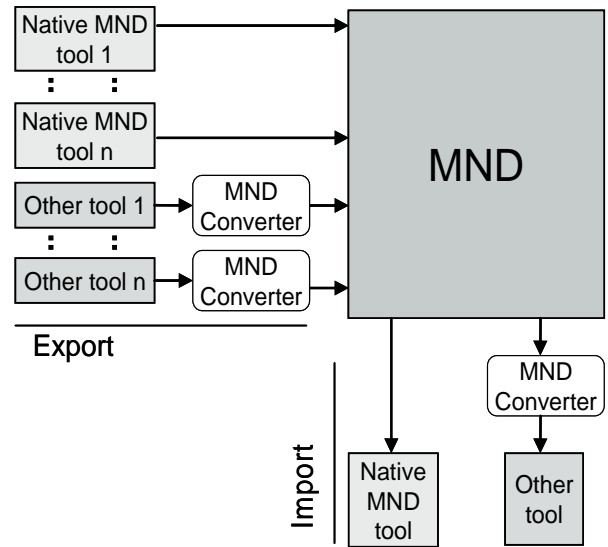 Native MND
tool 1
: :
Native MND
tool n
MND
Other tool 1
MND
Converter
: :
Other tool n
MND
Converter
Export
MND
Converter
Import
Native
MND
tool
Other
tool